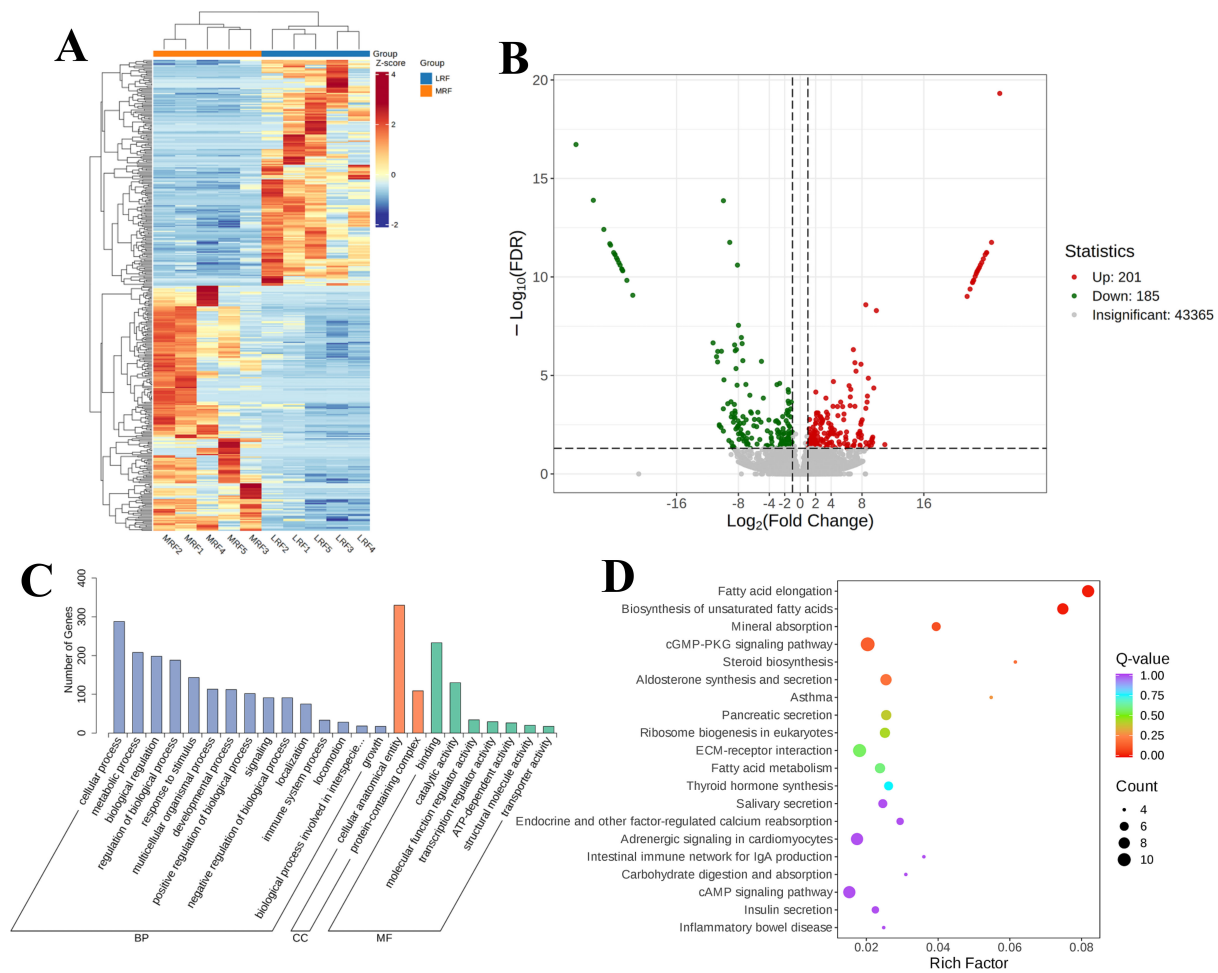 A
Group
Z-score
4
2
0
-2
Group
LRF
MRF
MRF2
MRF1
MRF4
MRF5
MRF3
LRF2
LRF1
LRF5
LRF3
LRF4
B
20
15
10
5
0
− Log10(FDR)
-16
-8
-4
-2
0
2
4
8
16
Log2(Fold Change)
Statistics
Up: 201
Down: 185
Insignificant: 43365
C
400
300
200
100
0
Number of Genes
cellular process
metabolic process
biological regulation
regulation of biological process
response to stimulus
multicellular organismal process
developmental process
positive regulation of biological process
signaling
negative regulation of biological process
localization
immune system process
locomotion
biological process involved in interspecie...
growth
cellular anatomical entity
protein-containing complex
binding
catalytic activity
molecular function regulator activity
transcription regulator activity
ATP-dependent activity
structural molecule activity
transporter activity
BP
CC
MF
D
Fatty acid elongation
Biosynthesis of unsaturated fatty acids
Mineral absorption
cGMP-PKG signaling pathway
Steroid biosynthesis
Aldosterone synthesis and secretion
Asthma
Pancreatic secretion
Ribosome biogenesis in eukaryotes
ECM-receptor interaction
Fatty acid metabolism
Thyroid hormone synthesis
Salivary secretion
Endocrine and other factor-regulated calcium reabsorption
Adrenergic signaling in cardiomyocytes
Intestinal immune network for IgA production
Carbohydrate digestion and absorption
cAMP signaling pathway
Insulin secretion
Inflammatory bowel disease
0.02
0.04
0.06
0.08
Rich Factor
Q-value
1.00
0.75
0.50
0.25
0.00
Count
4
6
8
10